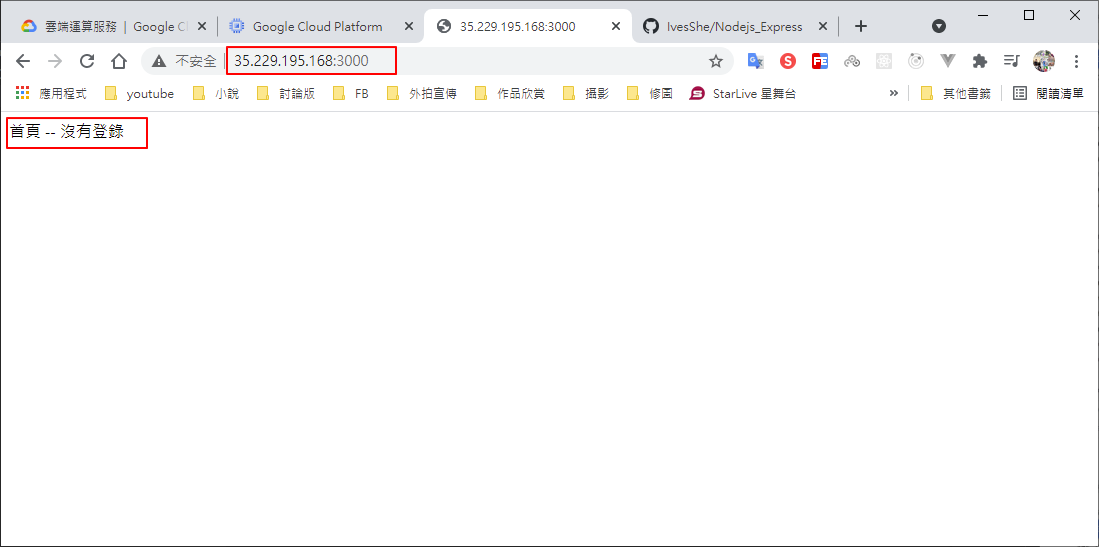 雲端運算服務 | Google Cl
Google Cloud Platform
35.229.195.168:3000
IvesShe/Nodejs_Express
不安全
35.229.195.168:3000
應用程式
youtube
小說
討論版
FB
外拍宣傳
作品欣賞
攝影
修圖
StarLive 星舞台
»
其他書籤
閱讀清單
首頁 -- 沒有登錄